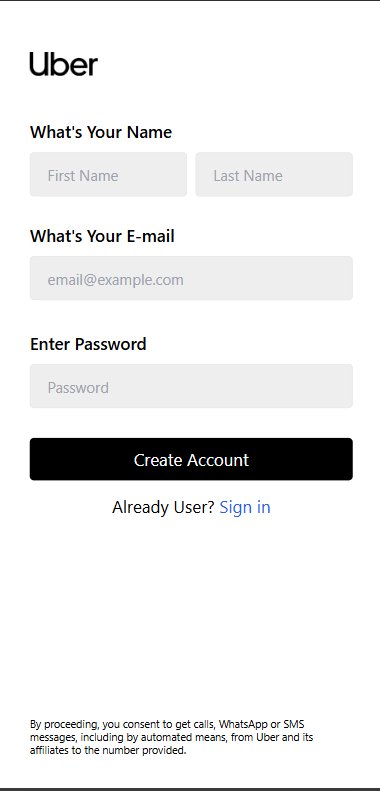 Uber
What's Your Name
First Name Last Name
What's Your E-mail
email@example.com
Enter Password
Password
Create Account
Already User? Sign in
By proceeding, you consent to get calls, WhatsApp or SMS
messages, including by automated means, from Uber and its
affiliates to the number provided.